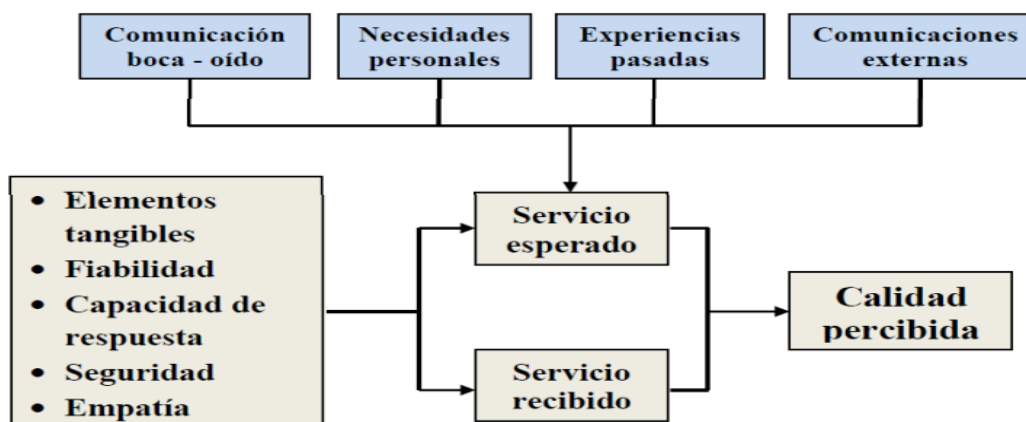 Comunicación
boca - oído
Necesidades
personales
Experiencias
pasadas
Comunicaciones
externas
• Elementos
tangibles
• Fiabilidad
• Capacidad de
respuesta
• Seguridad
• Empatía
Servicio
esperado
Servicio
recibido
Calidad
percibida